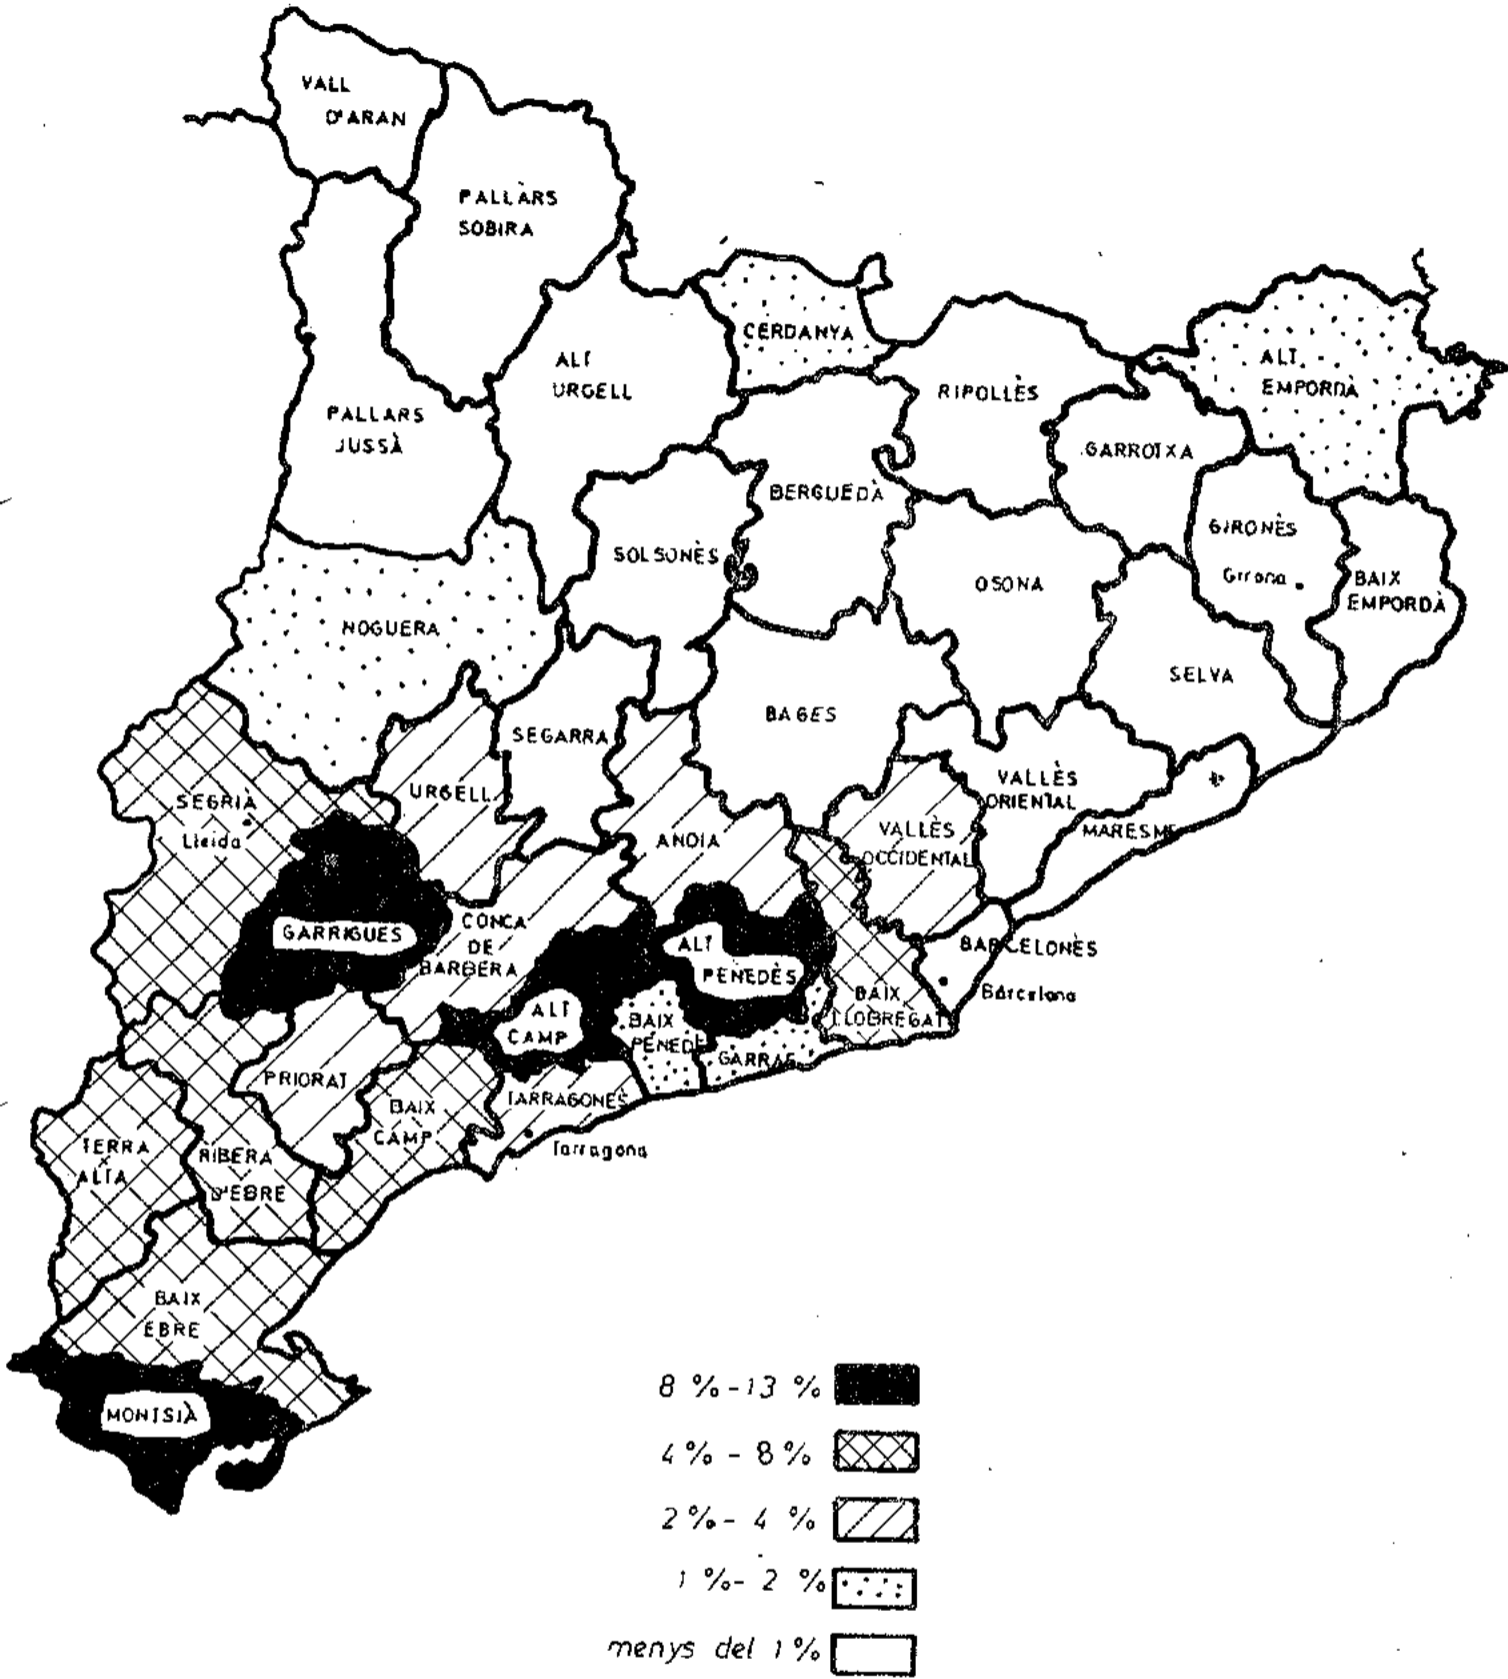 VALL
D'ARAN
PALLÀRS
SOBIRA
CERDANYA
ALT
URGELL
ALT
EMPORDÀ
RIPOLLÈS
PALLARS
JUSSÀ
GARROTXA
BERGUEDÀ
GIRONÈS
Girona
SOLSONÈS
OSONA
BAIX
EMPORDÀ
NOGUERA
SELVA
BAGES
SEGARRA
URGELL
VALLÈS
ORIENTAL
SEGRIÀ
Lleida
ANOIA
VALLÈS
OCCIDENTAL
MARESME
GARRIGUES
CONCA
DE
BARBERA
ALT
PENEDÈS
BARCELONÈS
Barcelona
BAIX
LLOBREGAT
ALT
CAMP
BAIX
PENEDÈ
GARRAF
PRIORAT
BAIX
CAMP
TARRAGONÈS
Tarragona
TERRA
ALTA
RIBERA
D'EBRE
BAIX
EBRE
MONTSIÀ
8 % - 13 %
4 % - 8 %
2 % - 4 %
1 % - 2 %
menys del 1 %